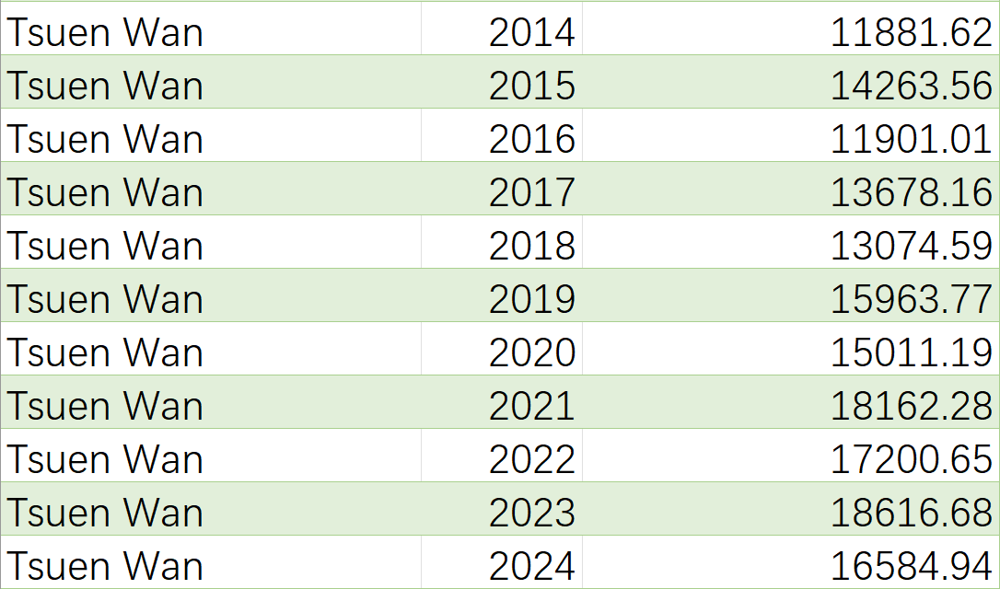 Tsuen Wan 2014 11881.62
Tsuen Wan 2015 14263.56
Tsuen Wan 2016 11901.01
Tsuen Wan 2017 13678.16
Tsuen Wan 2018 13074.59
Tsuen Wan 2019 15963.77
Tsuen Wan 2020 15011.19
Tsuen Wan 2021 18162.28
Tsuen Wan 2022 17200.65
Tsuen Wan 2023 18616.68
Tsuen Wan 2024 16584.94